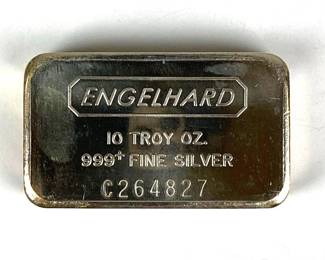 ENGELHARD
10 TROY OZ.
999+ FINE SILVER
C264827